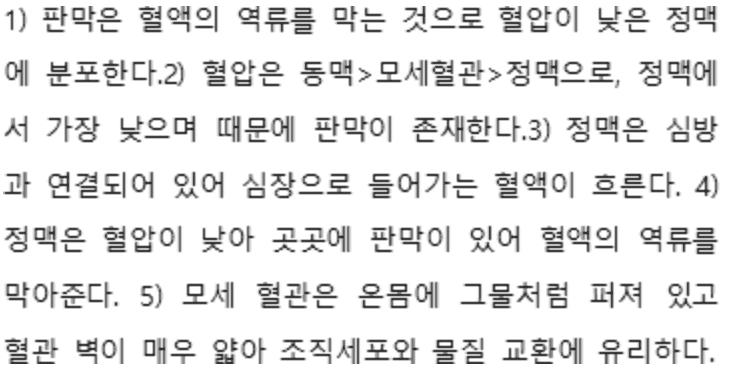 1) 판막은 혈액의 역류를 막는 것으로 혈압이 낮은 정맥
에 분포한다.2) 혈압은 동맥>모세혈관>정맥으로, 정맥에
서 가장 낮으며 때문에 판막이 존재한다.3) 정맥은 심방
과 연결되어 있어 심장으로 들어가는 혈액이 흐른다. 4)
정맥은 혈압이 낮아 곳곳에 판막이 있어 혈액의 역류를
막아준다. 5) 모세 혈관은 온몸에 그물처럼 퍼져 있고
혈관 벽이 매우 얇아 조직세포와 물질 교환에 유리하다.